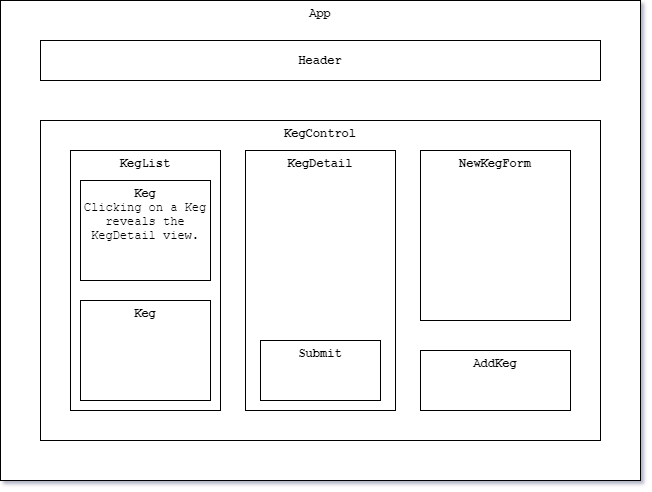 App
Header
KegControl
KegList
Keg
Clicking on a Keg
reveals the
KegDetail view.
Keg
KegDetail
Submit
NewKegForm
AddKeg